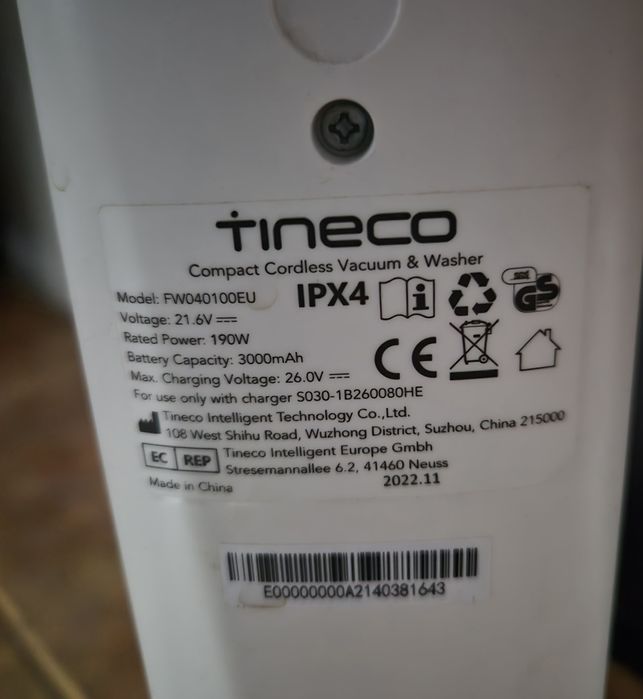 TINECO
Compact Cordless Vacuum & Washer
Model: FW040100EU
IPX4
Voltage: 21.6V
GS
Rated Power: 190W
Battery Capacity: 3000mAh
CE
Max. Charging Voltage: 26.0V
For use only with charger S030-1B260080HE
Tineco Intelligent Technology Co.,Ltd.
108 West Shihu Road, Wuzhong District, Suzhou, China 215000
EC REP
Tineco Intelligent Europe Gmbh
Stresemannallee 6.2, 41460 Neuss
Made in China
2022.11
E00000000A2140381643